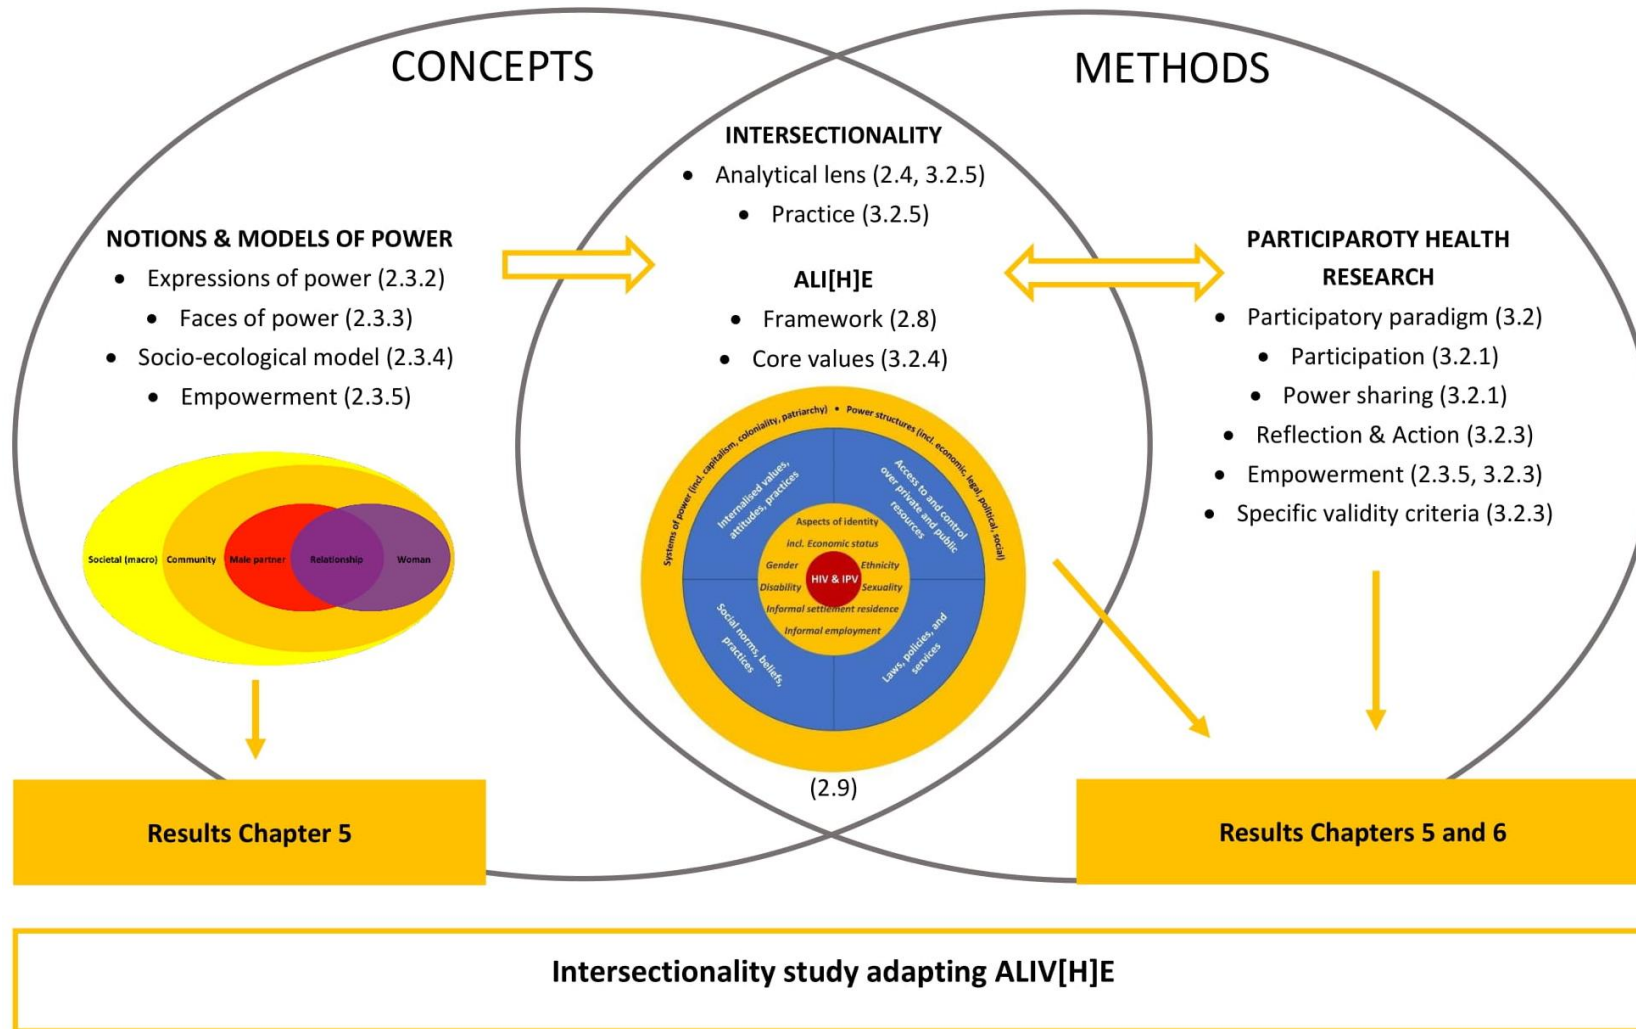 CONCEPTS
METHODS
INTERSECTIONALITY
• Analytical lens (2.4, 3.2.5)
• Practice (3.2.5)
NOTIONS & MODELS OF POWER
• Expressions of power (2.3.2)
• Faces of power (2.3.3)
• Socio-ecological model (2.3.4)
• Empowerment (2.3.5)
ALI[H]E
• Framework (2.8)
• Core values (3.2.4)
PARTICIPAROTY HEALTH
RESEARCH
• Participatory paradigm (3.2)
• Participation (3.2.1)
• Power sharing (3.2.1)
• Reflection & Action (3.2.3)
• Empowerment (2.3.5, 3.2.3)
• Specific validity criteria (3.2.3)
Societal (macro)
Community
Male partner
Relationship
Woman
Systems of power (incl. capitalism, coloniality, patriarchy) • Power structures (incl. economic, legal, political, social)
Internalised values,
attitudes, practices
Access to and control
over private and public
resources
Aspects of identity
incl. Economic status
Gender
Ethnicity
HIV & IPV
Disability
Sexuality
Informal settlement residence
Informal employment
Social norms, beliefs,
practices
Laws, policies, and
services
(2.9)
Results Chapter 5
Results Chapters 5 and 6
Intersectionality study adapting ALIV[H]E